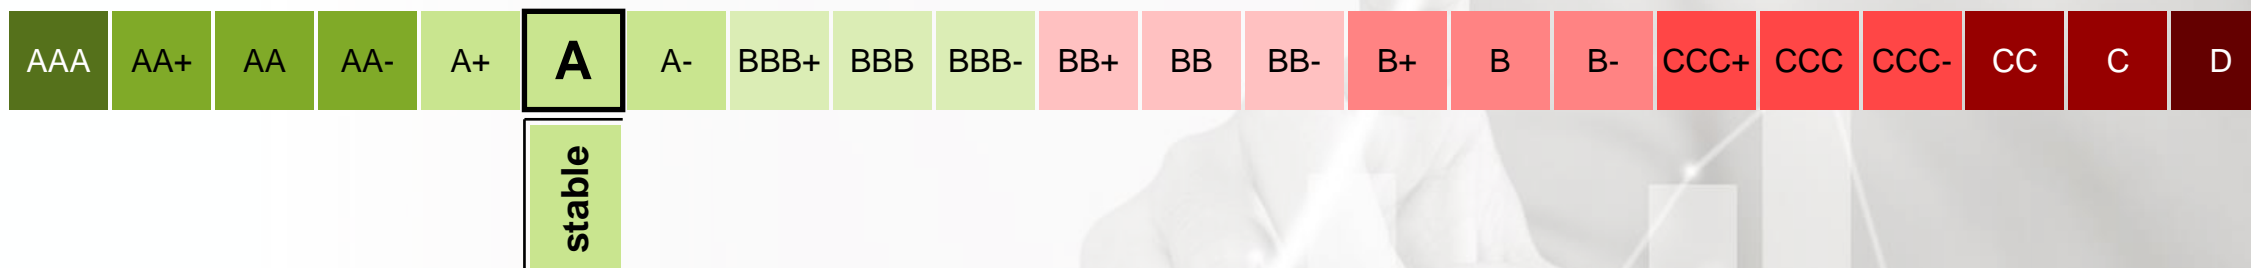 AAA AA+ AA AA- A+ A A- BBB+ BBB BBB- BB+ BB BB- B+ B B- CCC+ CCC CCC- CC C D
stable